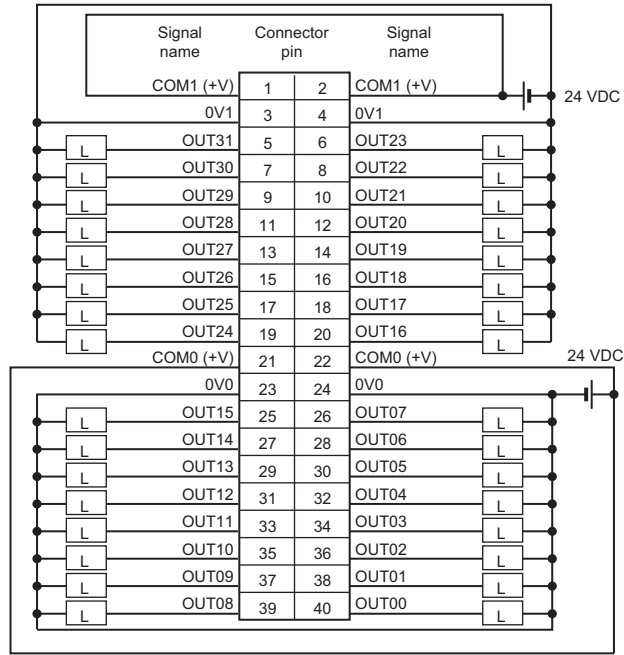 Signal name Connector pin Signal name
COM1 (+V) 1 2 COM1 (+V)
24 VDC
0V1 3 4 0V1
L OUT31 5 6 OUT23 L
L OUT30 7 8 OUT22 L
L OUT29 9 10 OUT21 L
L OUT28 11 12 OUT20 L
L OUT27 13 14 OUT19 L
L OUT26 15 16 OUT18 L
L OUT25 17 18 OUT17 L
L OUT24 19 20 OUT16 L
COM0 (+V) 21 22 COM0 (+V) 24 VDC
0V0 23 24 0V0
L OUT15 25 26 OUT07 L
L OUT14 27 28 OUT06 L
L OUT13 29 30 OUT05 L
L OUT12 31 32 OUT04 L
L OUT11 33 34 OUT03 L
L OUT10 35 36 OUT02 L
L OUT09 37 38 OUT01 L
L OUT08 39 40 OUT00 L